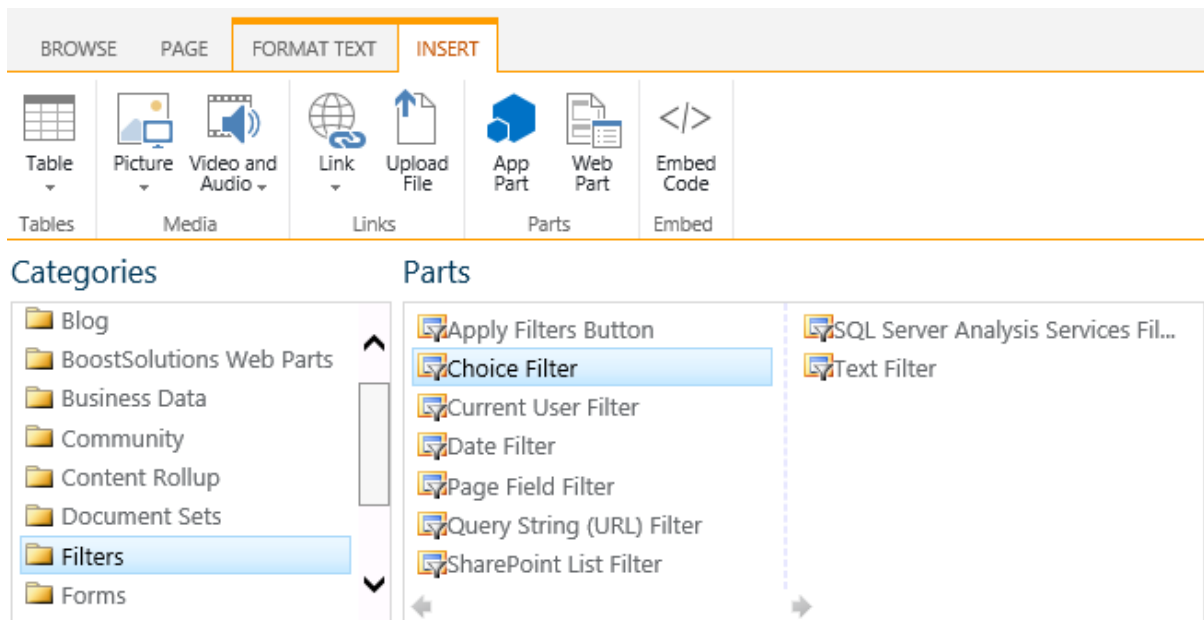 BROWSE PAGE FORMAT TEXT INSERT
Table Picture Video and Audio Link Upload File App Part Web Part Embed Code
Tables Media Links Parts Embed
Categories
Blog
BoostSolutions Web Parts
Business Data
Community
Content Rollup
Document Sets
Filters
Forms
Parts
Apply Filters Button
Choice Filter
Current User Filter
Date Filter
Page Field Filter
Query String (URL) Filter
SharePoint List Filter
SQL Server Analysis Services Fil...
Text Filter